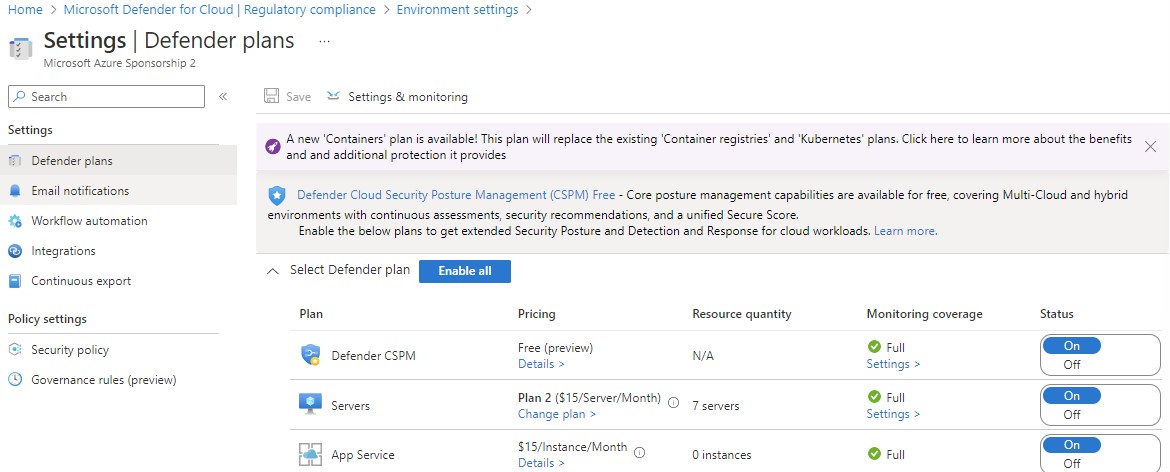 Home > Microsoft Defender for Cloud | Regulatory compliance > Environment settings >
Settings | Defender plans ...
Microsoft Azure Sponsorship 2
Search «
Save
Settings & monitoring
Settings
Defender plans
Email notifications
Workflow automation
Integrations
Continuous export
Policy settings
Security policy
Governance rules (preview)
A new 'Containers' plan is available! This plan will replace the existing 'Container registries' and 'Kubernetes' plans. Click here to learn more about the benefits
and and additional protection it provides
Defender Cloud Security Posture Management (CSPM) Free - Core posture management capabilities are available for free, covering Multi-Cloud and hybrid
environments with continuous assessments, security recommendations, and a unified Secure Score.
Enable the below plans to get extended Security Posture and Detection and Response for cloud workloads. Learn more.
Select Defender plan Enable all
Plan Pricing Resource quantity Monitoring coverage Status
Defender CSPM Free (preview) N/A Full On
Details > Settings > Off
Servers Plan 2 ($15/Server/Month) 7 servers Full On
Change plan > Settings > Off
App Service $15/Instance/Month 0 instances Full On
Details > Off